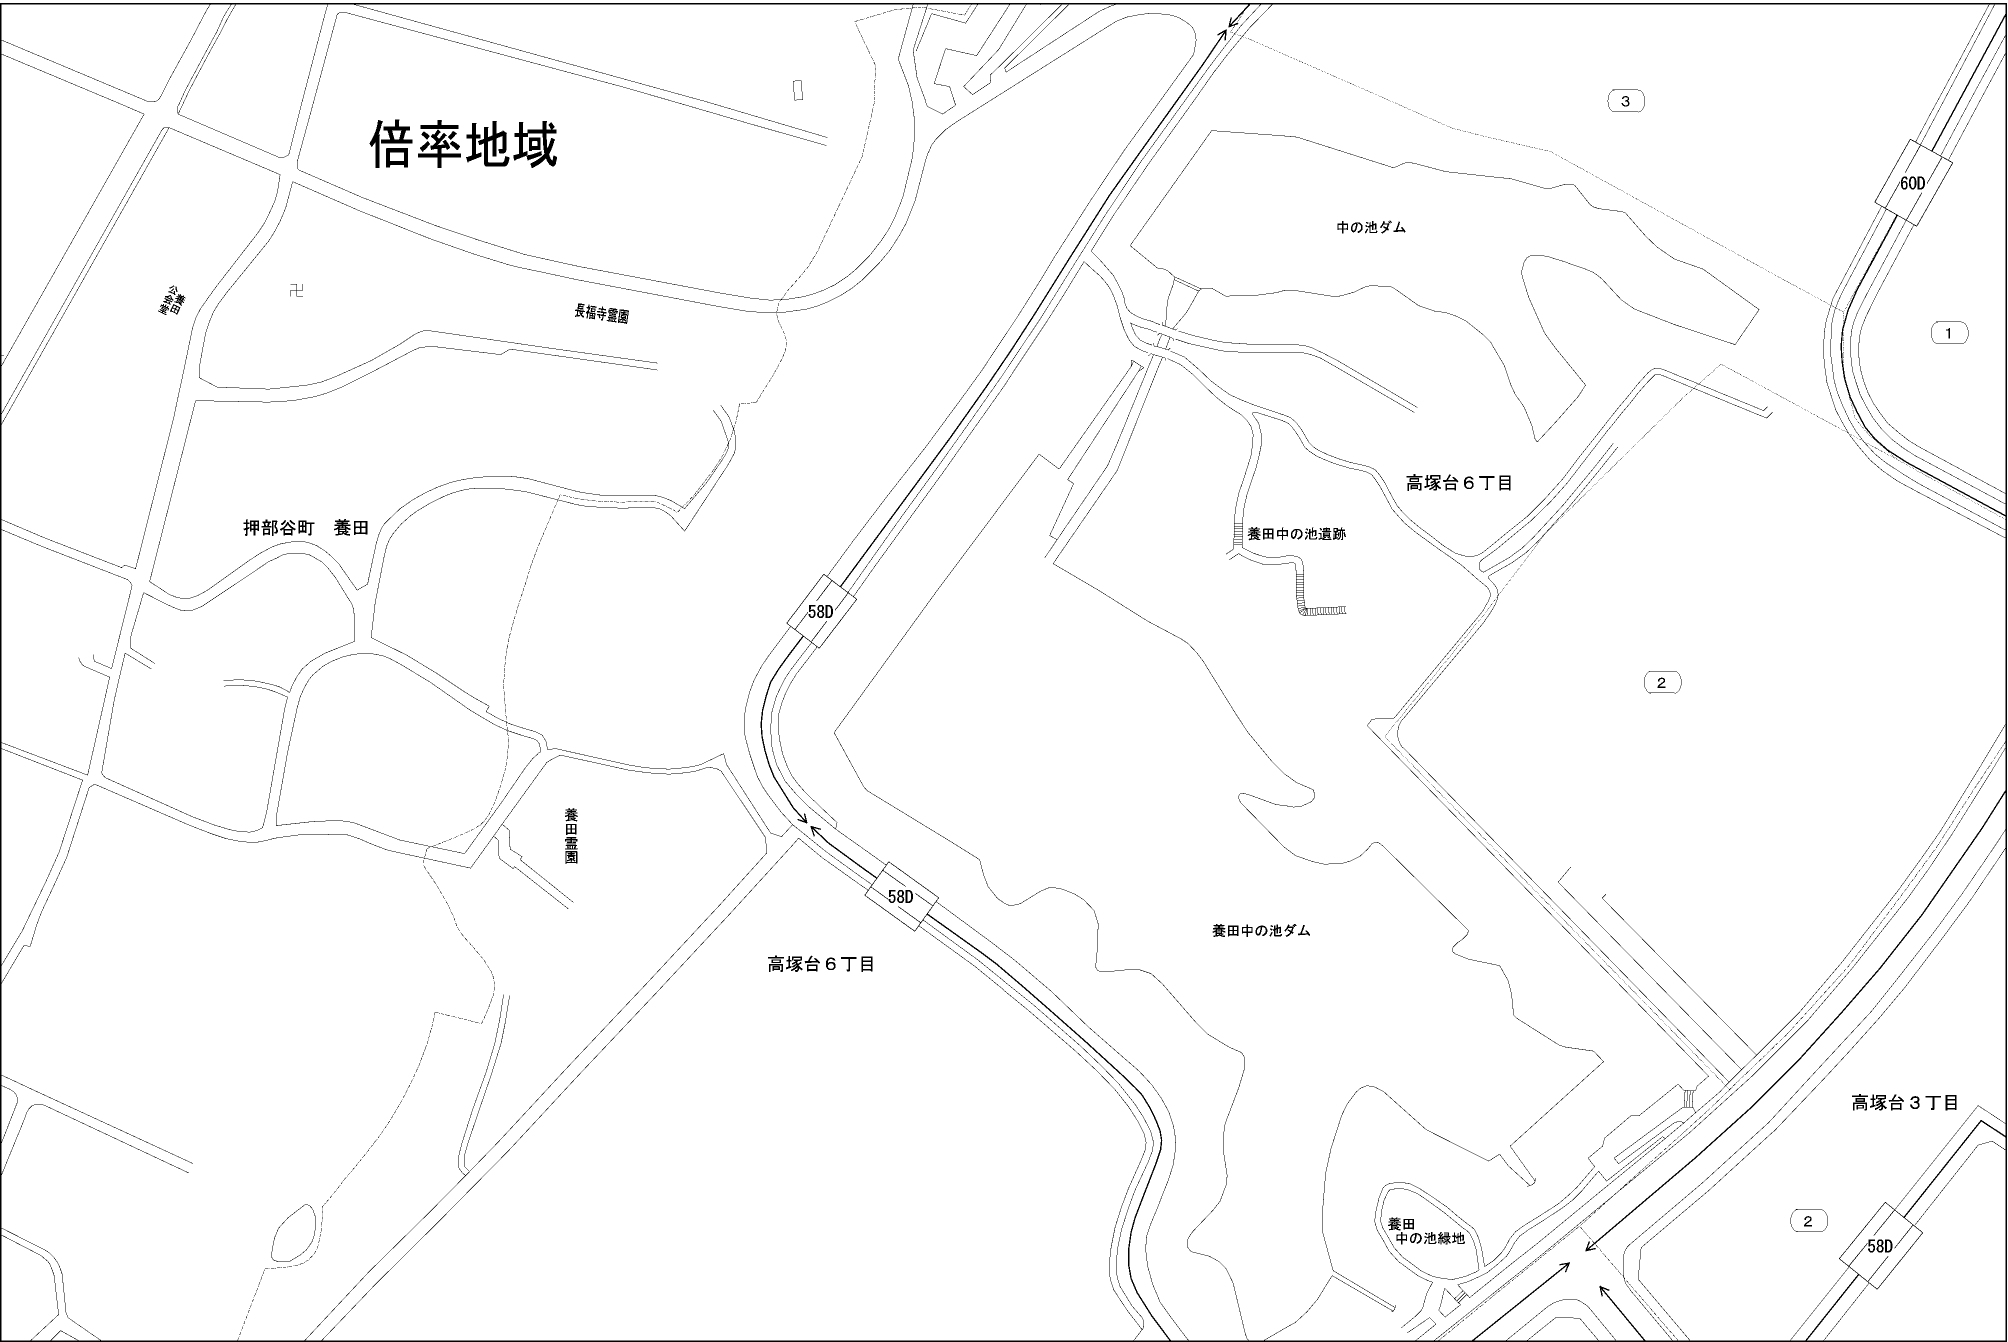 3
倍率地域
60D
中の池ダム
養田
公会堂
卍
長福寺霊園
1
高塚台６丁目
押部谷町　養田
養田中の池遺跡
58D
2
養田霊園
58D
養田中の池ダム
高塚台６丁目
高塚台３丁目
養田
中の池緑地
2
58D